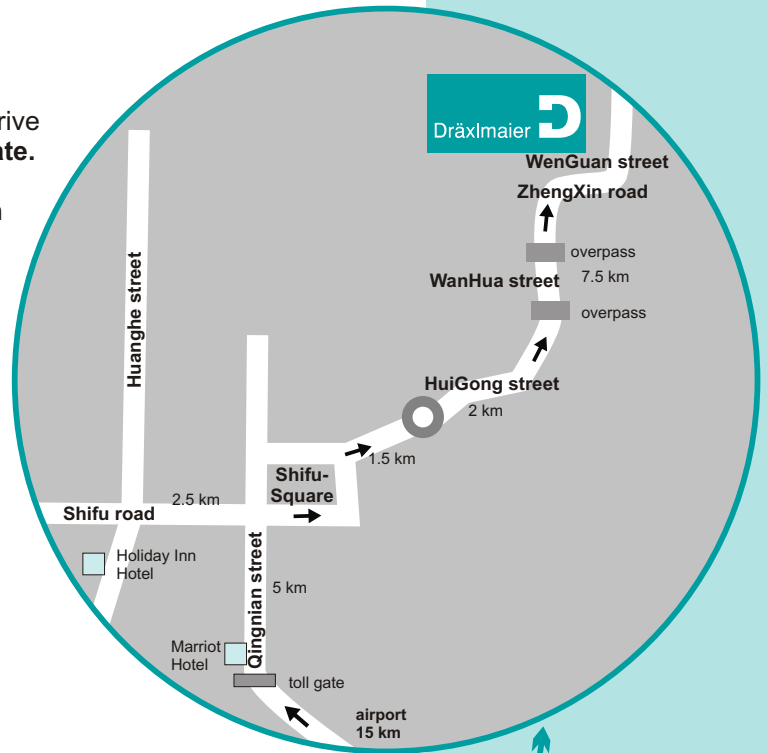 rive
ate.
n
Dräxlmaier
WenGuan street
ZhengXin road
overpass
WanHua street
7.5 km
overpass
Huanghe street
HuiGong street
2 km
1.5 km
Shifu-
Square
2.5 km
Shifu road
Holiday Inn
Hotel
Qingnian street
5 km
Marriot
Hotel
toll gate
airport
15 km